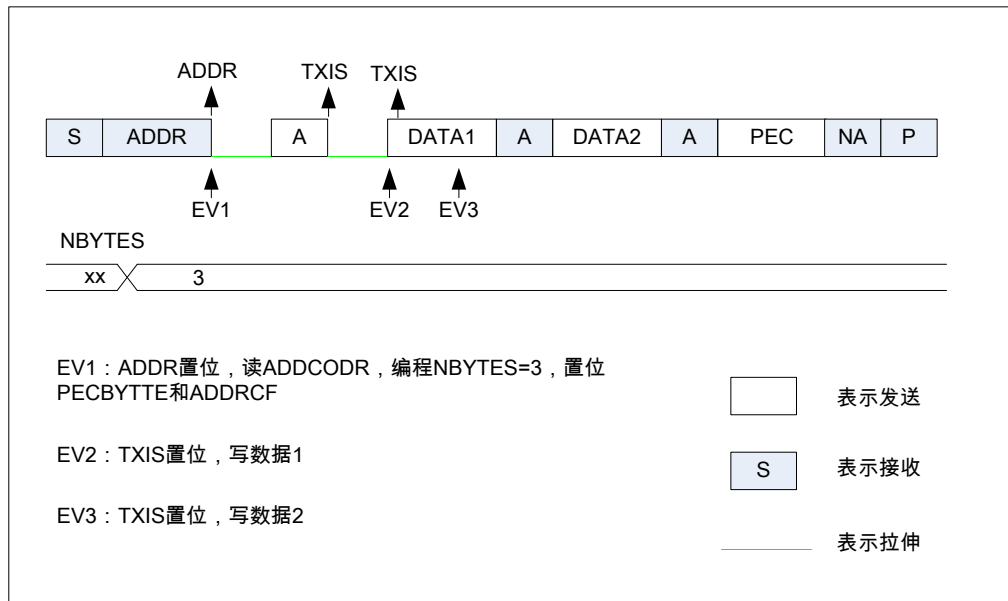 ADDR TXIS TXIS
S ADDR A DATA1 A DATA2 A PEC NA P
EV1 EV2 EV3
NBYTES
xx 3
EV1：ADDR置位，读ADDCODR，编程NBYTES=3，置位
PECBYTTE和ADDRCF
表示发送
EV2：TXIS置位，写数据1
S 表示接收
EV3：TXIS置位，写数据2
表示拉伸